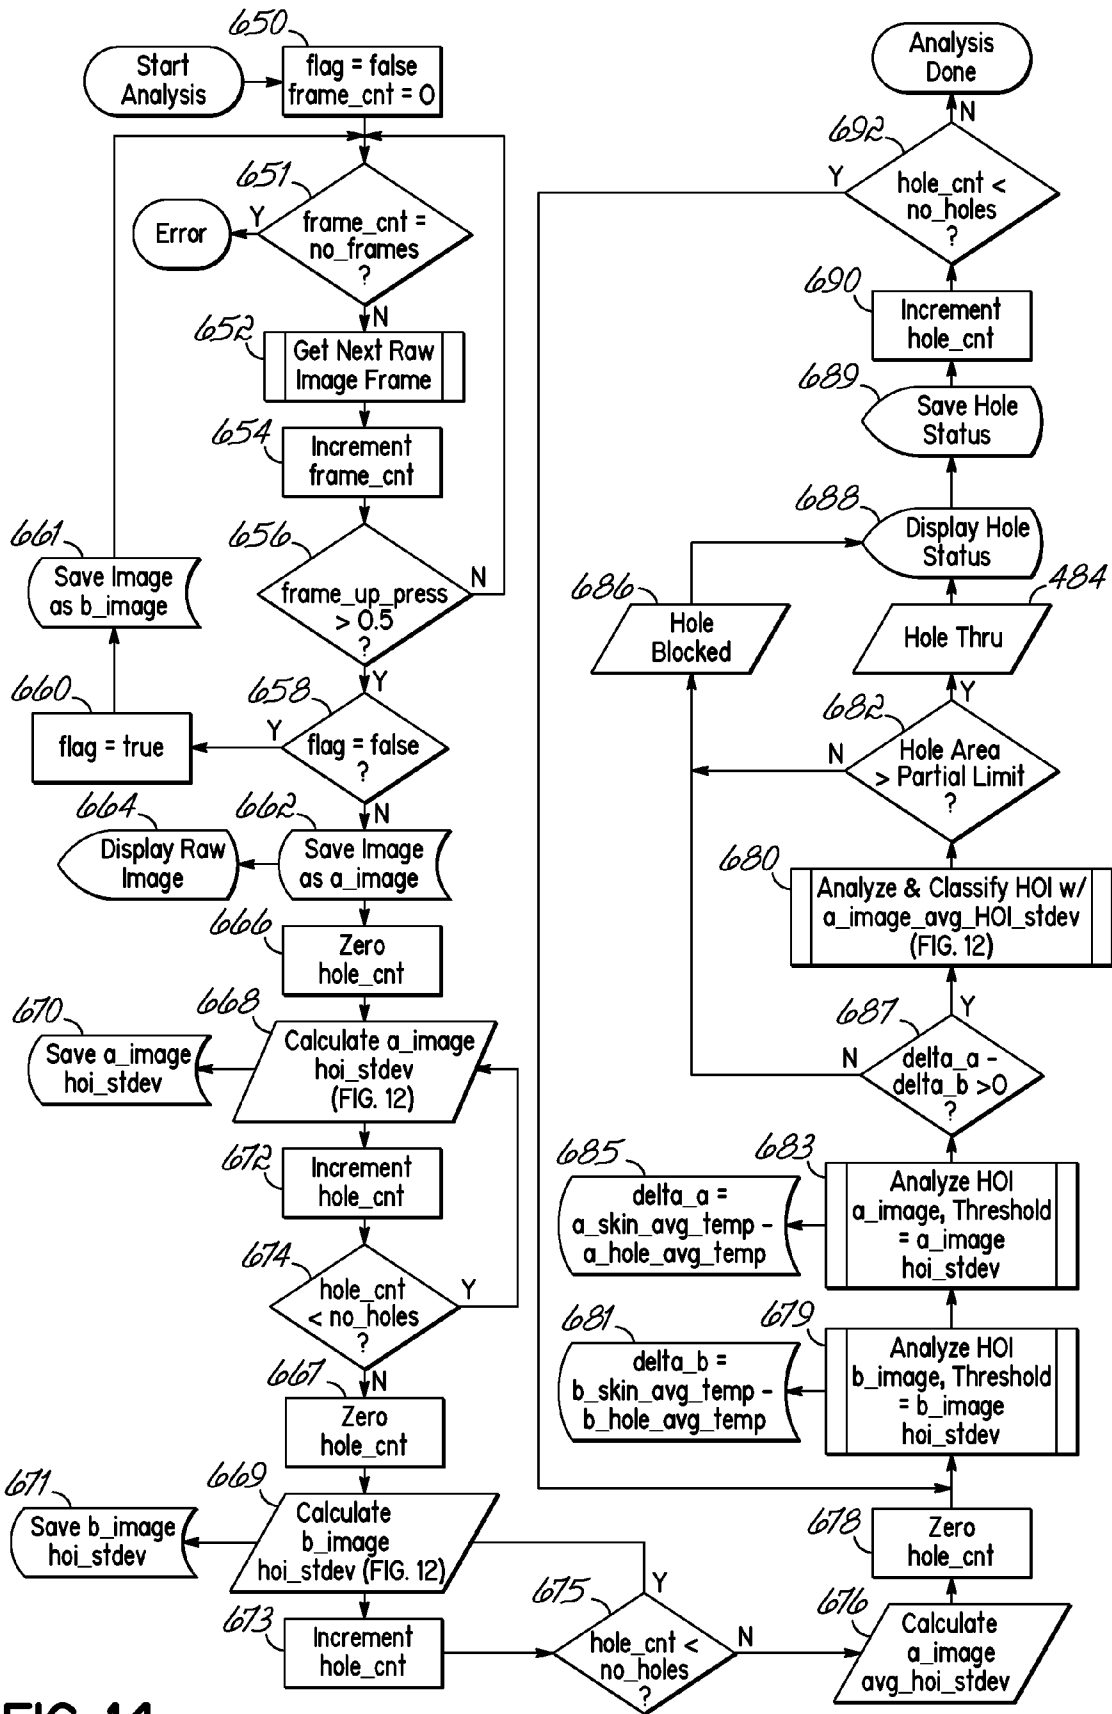 650
Start
Analysis
flag = false
frame_cnt = 0
651
Y
Error
frame_cnt =
no_frames
?
N
652
Get Next Raw
Image Frame
654
Increment
frame_cnt
656
frame_up_press
> 0.5
?
N
Y
661
Save Image
as b_image
660
flag = true
658
Y
flag = false
?
N
664
Display Raw
Image
662
Save Image
as a_image
666
Zero
hole_cnt
670
Save a_image
hoi_stdev
668
Calculate a_image
hoi_stdev
(FIG. 12)
672
Increment
hole_cnt
674
hole_cnt
< no_holes
?
Y
N
667
Zero
hole_cnt
671
Save b_image
hoi_stdev
669
Calculate
b_image
hoi_stdev (FIG. 12)
673
Increment
hole_cnt
675
Y
hole_cnt <
no_holes
?
N
676
Calculate
a_image
avg_hoi_stdev
678
Zero
hole_cnt
679
Analyze HOI
b_image, Threshold
= b_image
hoi_stdev
681
delta_b =
b_skin_avg_temp -
b_hole_avg_temp
683
Analyze HOI
a_image, Threshold
= a_image
hoi_stdev
685
delta_a =
a_skin_avg_temp -
a_hole_avg_temp
687
Y
N
delta_a -
delta_b >0
?
680
Analyze & Classify HOI w/
a_image_avg_HOI_stdev
(FIG. 12)
682
Y
N
Hole Area
> Partial Limit
?
484
Hole Thru
686
Hole
Blocked
688
Display Hole
Status
689
Save Hole
Status
690
Increment
hole_cnt
692
N
Y
hole_cnt <
no_holes
?
Analysis
Done